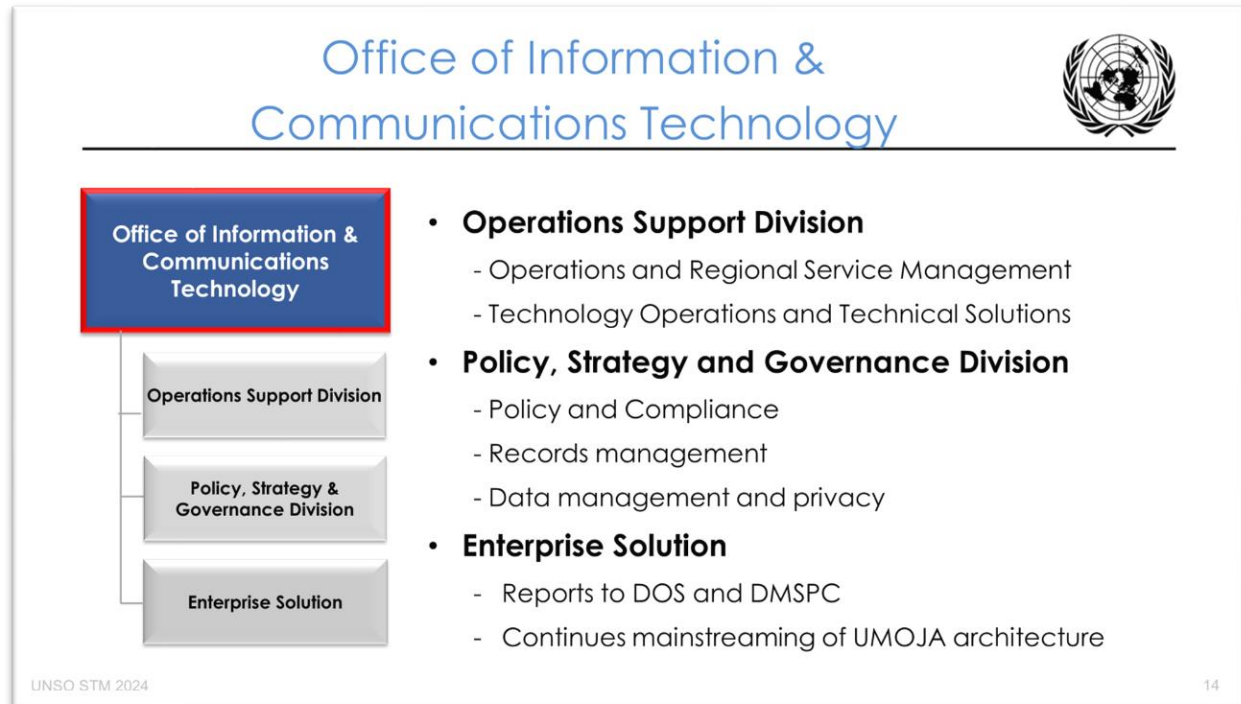 Office of Information &
Communications Technology
Office of Information &
Communications
Technology
Operations Support Division
Policy, Strategy &
Governance Division
Enterprise Solution
• Operations Support Division
- Operations and Regional Service Management
- Technology Operations and Technical Solutions
• Policy, Strategy and Governance Division
- Policy and Compliance
- Records management
- Data management and privacy
• Enterprise Solution
- Reports to DOS and DMSPC
- Continues mainstreaming of UMOJA architecture
UNSO STM 2024
14